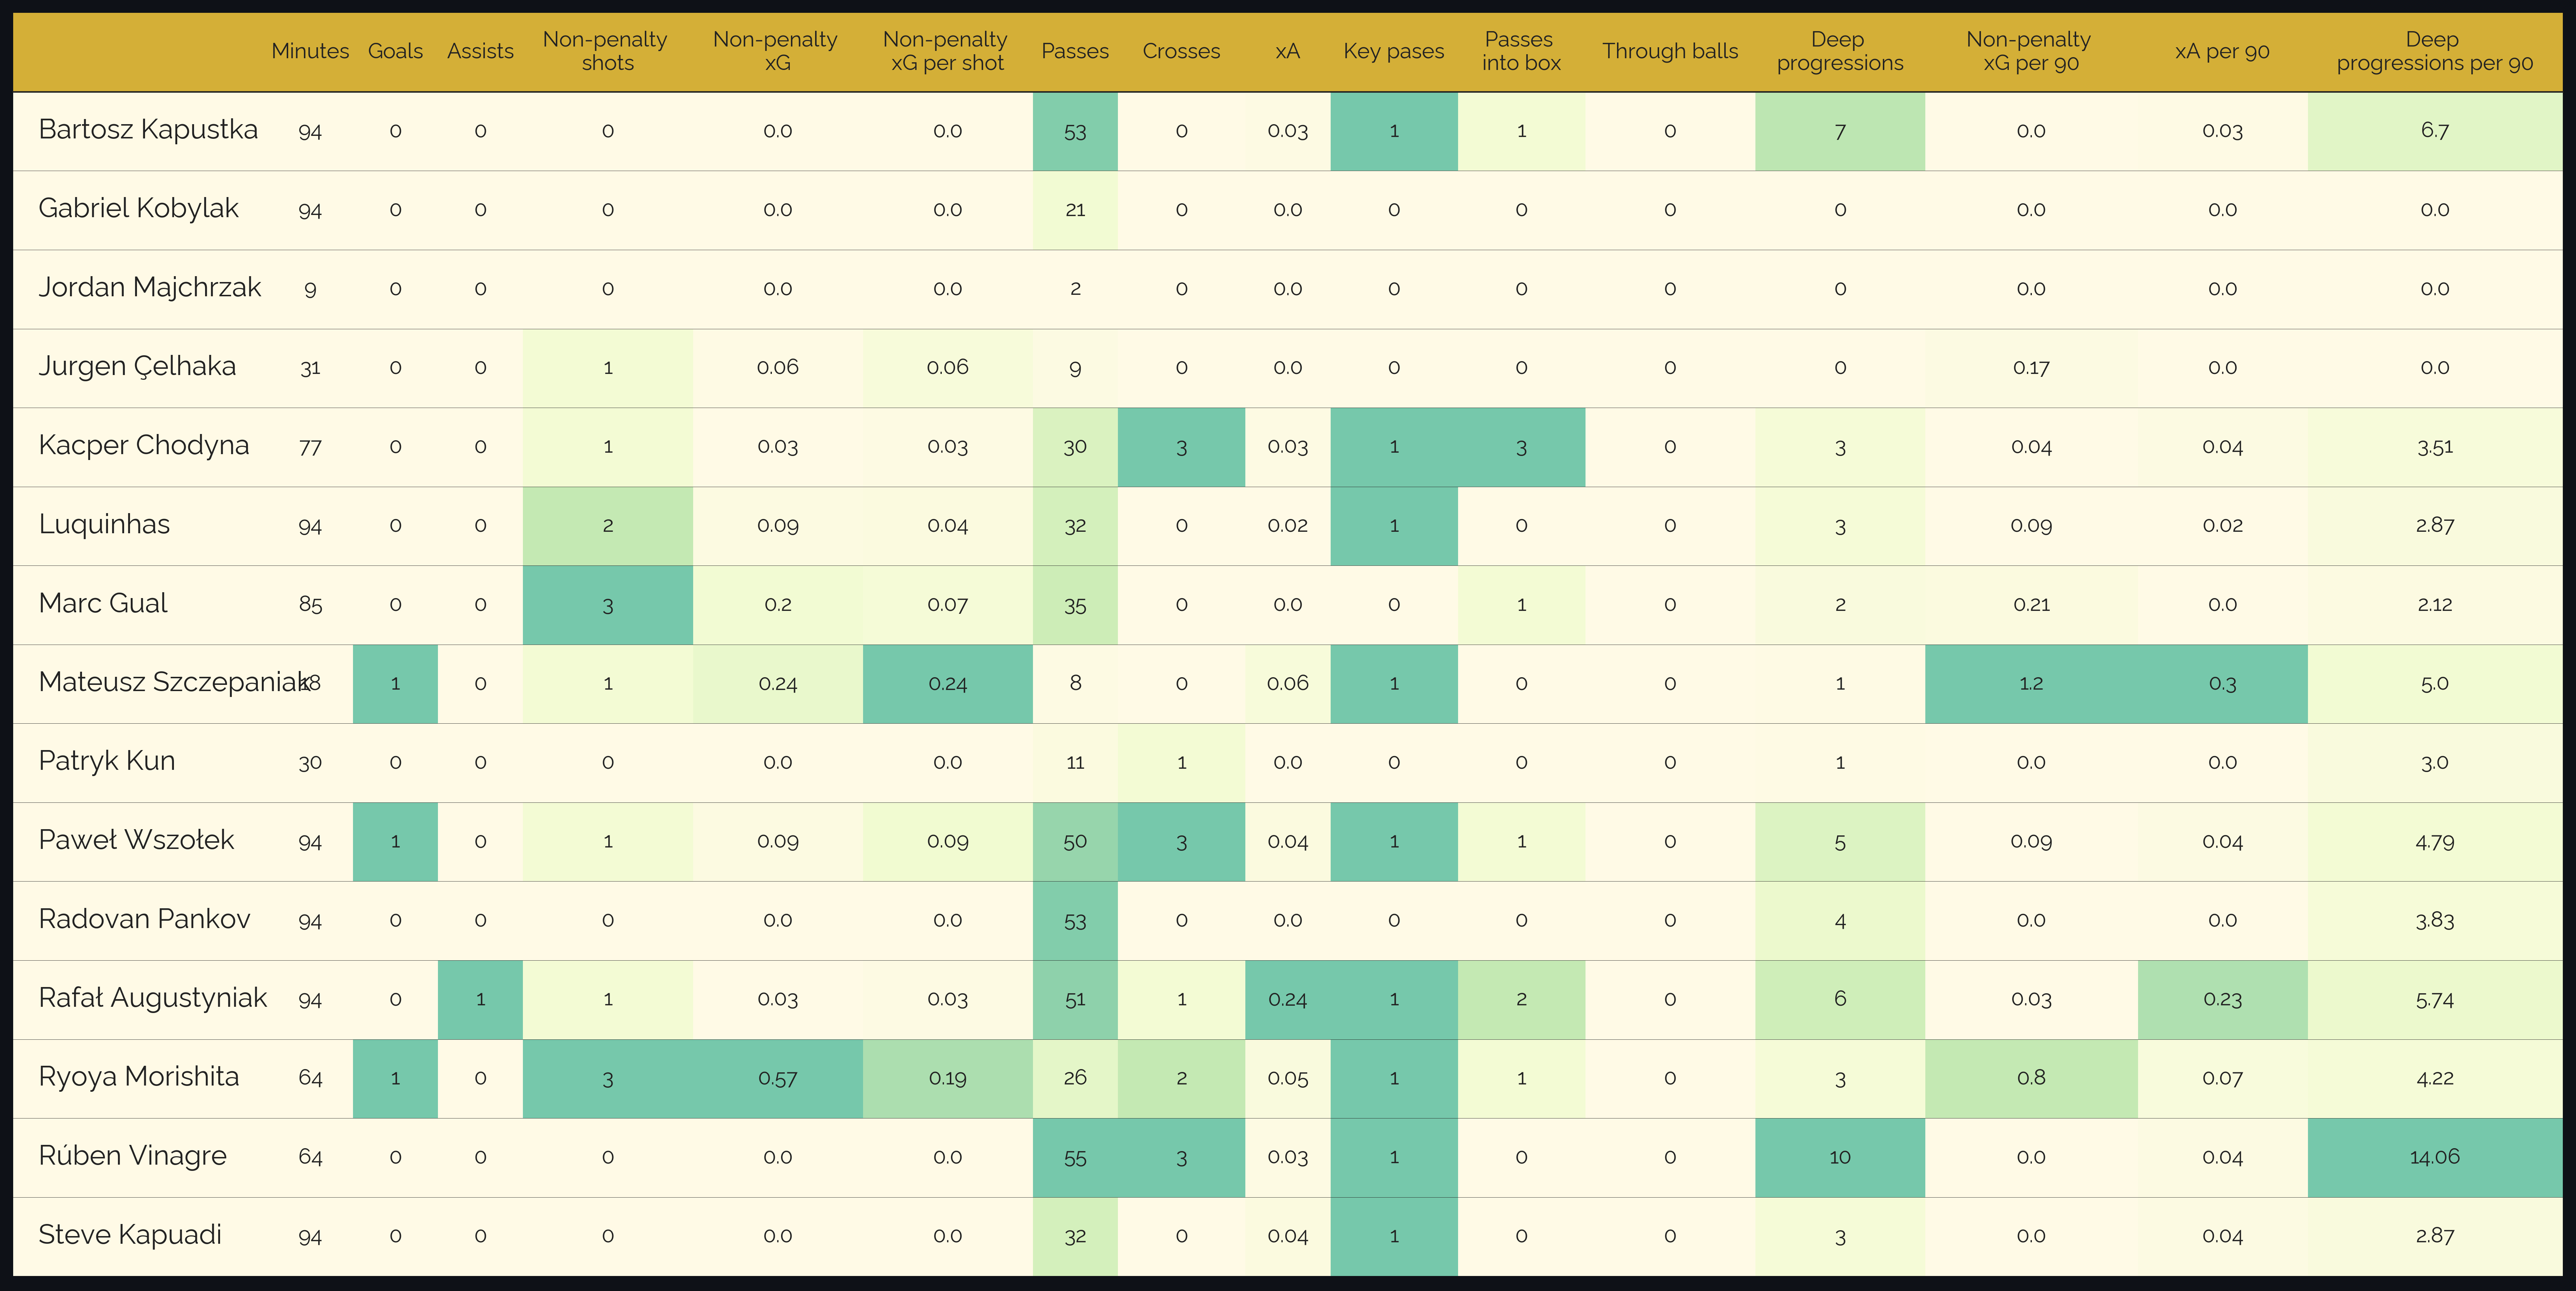 Minutes Goals Assists Non-penalty shots Non-penalty xG Non-penalty xG per shot Passes Crosses xA Key pases Passes into box Through balls Deep progressions Non-penalty xG per 90 xA per 90 Deep progressions per 90
Bartosz Kapustka 94 0 0 0 0.0 0.0 53 0 0.03 1 1 0 7 0.0 0.03 6.7
Gabriel Kobylak 94 0 0 0 0.0 0.0 21 0 0.0 0 0 0 0 0.0 0.0 0.0
Jordan Majchrzak 9 0 0 0 0.0 0.0 2 0 0.0 0 0 0 0 0.0 0.0 0.0
Jurgen Çelhaka 31 0 0 1 0.06 0.06 9 0 0.0 0 0 0 0 0.17 0.0 0.0
Kacper Chodyna 77 0 0 1 0.03 0.03 30 3 0.03 1 3 0 3 0.04 0.04 3.51
Luquinhas 94 0 0 2 0.09 0.04 32 0 0.02 1 0 0 3 0.09 0.02 2.87
Marc Gual 85 0 0 3 0.2 0.07 35 0 0.0 0 1 0 2 0.21 0.0 2.12
Mateusz Szczepaniak 18 1 0 1 0.24 0.24 8 0 0.06 1 0 0 1 1.2 0.3 5.0
Patryk Kun 30 0 0 0 0.0 0.0 11 1 0.0 0 0 0 1 0.0 0.0 3.0
Paweł Wszołek 94 1 0 1 0.09 0.09 50 3 0.04 1 1 0 5 0.09 0.04 4.79
Radovan Pankov 94 0 0 0 0.0 0.0 53 0 0.0 0 0 0 4 0.0 0.0 3.83
Rafał Augustyniak 94 0 1 1 0.03 0.03 51 1 0.24 1 2 0 6 0.03 0.23 5.74
Ryoya Morishita 64 1 0 3 0.57 0.19 26 2 0.05 1 1 0 3 0.8 0.07 4.22
Rúben Vinagre 64 0 0 0 0.0 0.0 55 3 0.03 1 0 0 10 0.0 0.04 14.06
Steve Kapuadi 94 0 0 0 0.0 0.0 32 0 0.04 1 0 0 3 0.0 0.04 2.87